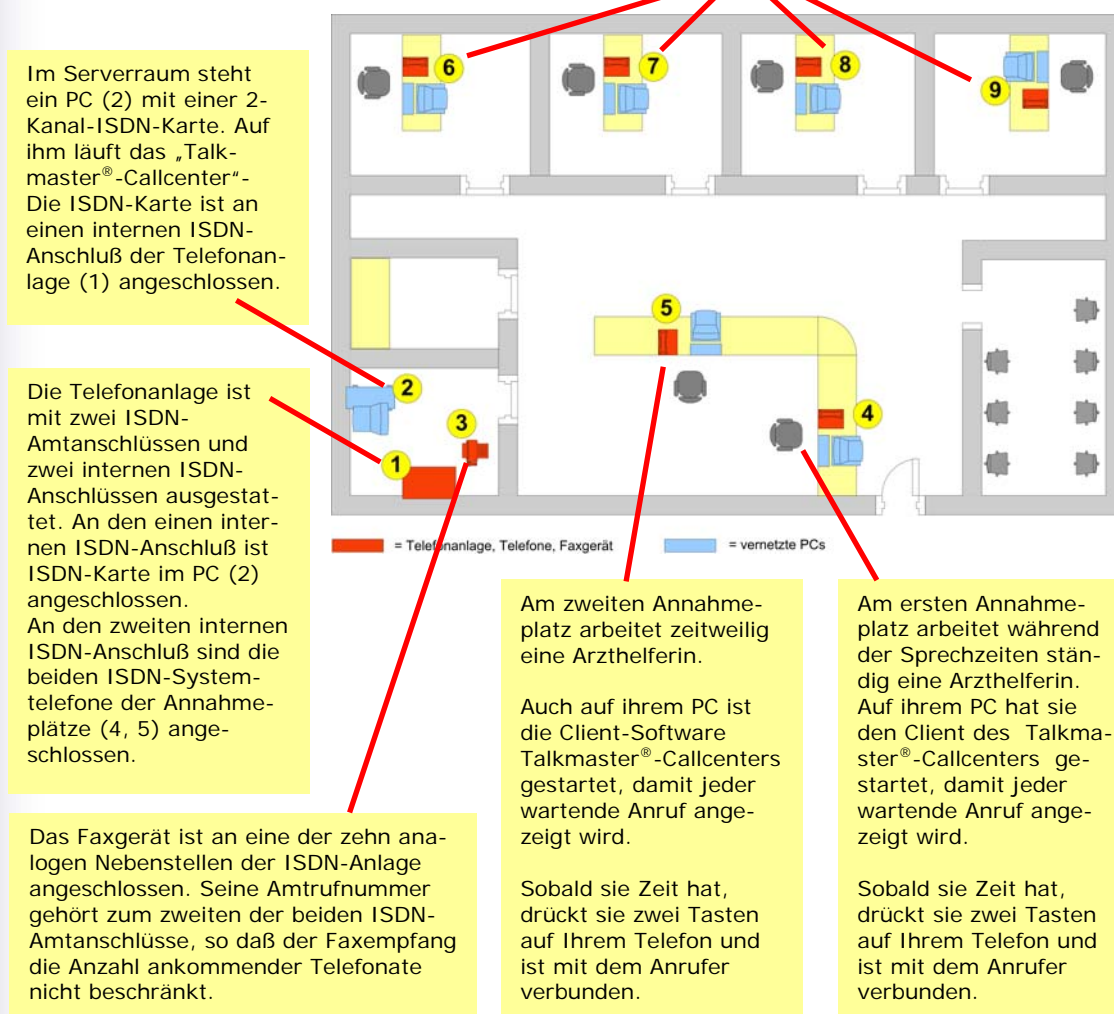 Im Serverraum steht
ein PC (2) mit einer 2-
Kanal-ISDN-Karte. Auf
ihm läuft das „Talk-
master®-Callcenter“-
Die ISDN-Karte ist an
einen internen ISDN-
Anschluß der Telefonan-
lage (1) angeschlossen.
6
7
8
9
5
4
2
3
1
Die Telefonanlage ist
mit zwei ISDN-
Amtanschlüssen und
zwei internen ISDN-
Anschlüssen ausgestat-
tet. An den einen inter-
nen ISDN-Anschluß ist
ISDN-Karte im PC (2)
angeschlossen.
An den zweiten internen
ISDN-Anschluß sind die
beiden ISDN-System-
telefone der Annahme-
plätze (4, 5) ange-
schlossen.
= Telefonanlage, Telefone, Faxgerät
= vernetzte PCs
Das Faxgerät ist an eine der zehn ana-
logen Nebenstellen der ISDN-Anlage
angeschlossen. Seine Amtrufnummer
gehört zum zweiten der beiden ISDN-
Amtanschlüsse, so daß der Faxempfang
die Anzahl ankommender Telefonate
nicht beschränkt.
Am zweiten Annahme-
platz arbeitet zeitweilig
eine Arzthelferin.
Auch auf ihrem PC ist
die Client-Software
Talkmaster®-Callcenters
gestartet, damit jeder
wartende Anruf ange-
zeigt wird.
Sobald sie Zeit hat,
drückt sie zwei Tasten
auf Ihrem Telefon und
ist mit dem Anrufer
verbunden.
Am ersten Annahme-
platz arbeitet während
der Sprechzeiten stän-
dig eine Arzthelferin.
Auf ihrem PC hat sie
den Client des Talkma-
ster®-Callcenters ge-
startet, damit jeder
wartende Anruf ange-
zeigt wird.
Sobald sie Zeit hat,
drückt sie zwei Tasten
auf Ihrem Telefon und
ist mit dem Anrufer
verbunden.